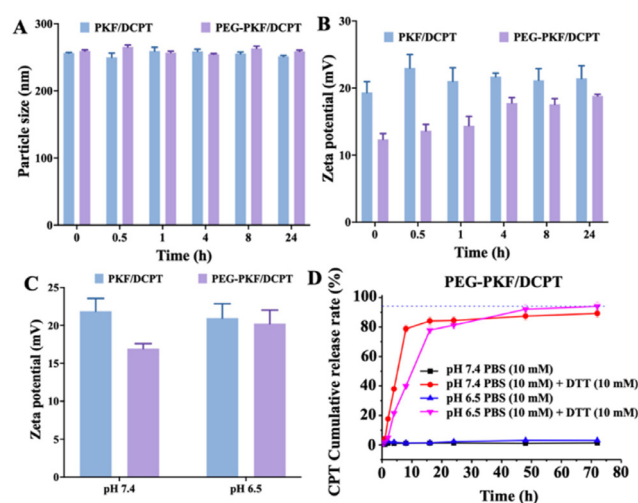 A
PKF/DCPT
PEG-PKF/DCPT
Particle size (nm)
300
200
100
0
0 0.5 1 4 8 24
Time (h)
B
PKF/DCPT
PEG-PKF/DCPT
Zeta potential (mV)
30
20
10
0
0 0.5 1 4 8 24
Time (h)
C
PKF/DCPT
PEG-PKF/DCPT
Zeta potential (mV)
25
20
15
10
5
0
pH 7.4 pH 6.5
D
PEG-PKF/DCPT
CPT Cumulative release rate (%)
100
90
80
60
40
20
0
pH 7.4 PBS (10 mM)
pH 7.4 PBS (10 mM) + DTT (10 mM)
pH 6.5 PBS (10 mM)
pH 6.5 PBS (10 mM) + DTT (10 mM)
0 10 20 30 40 50 60 70 80
Time (h)